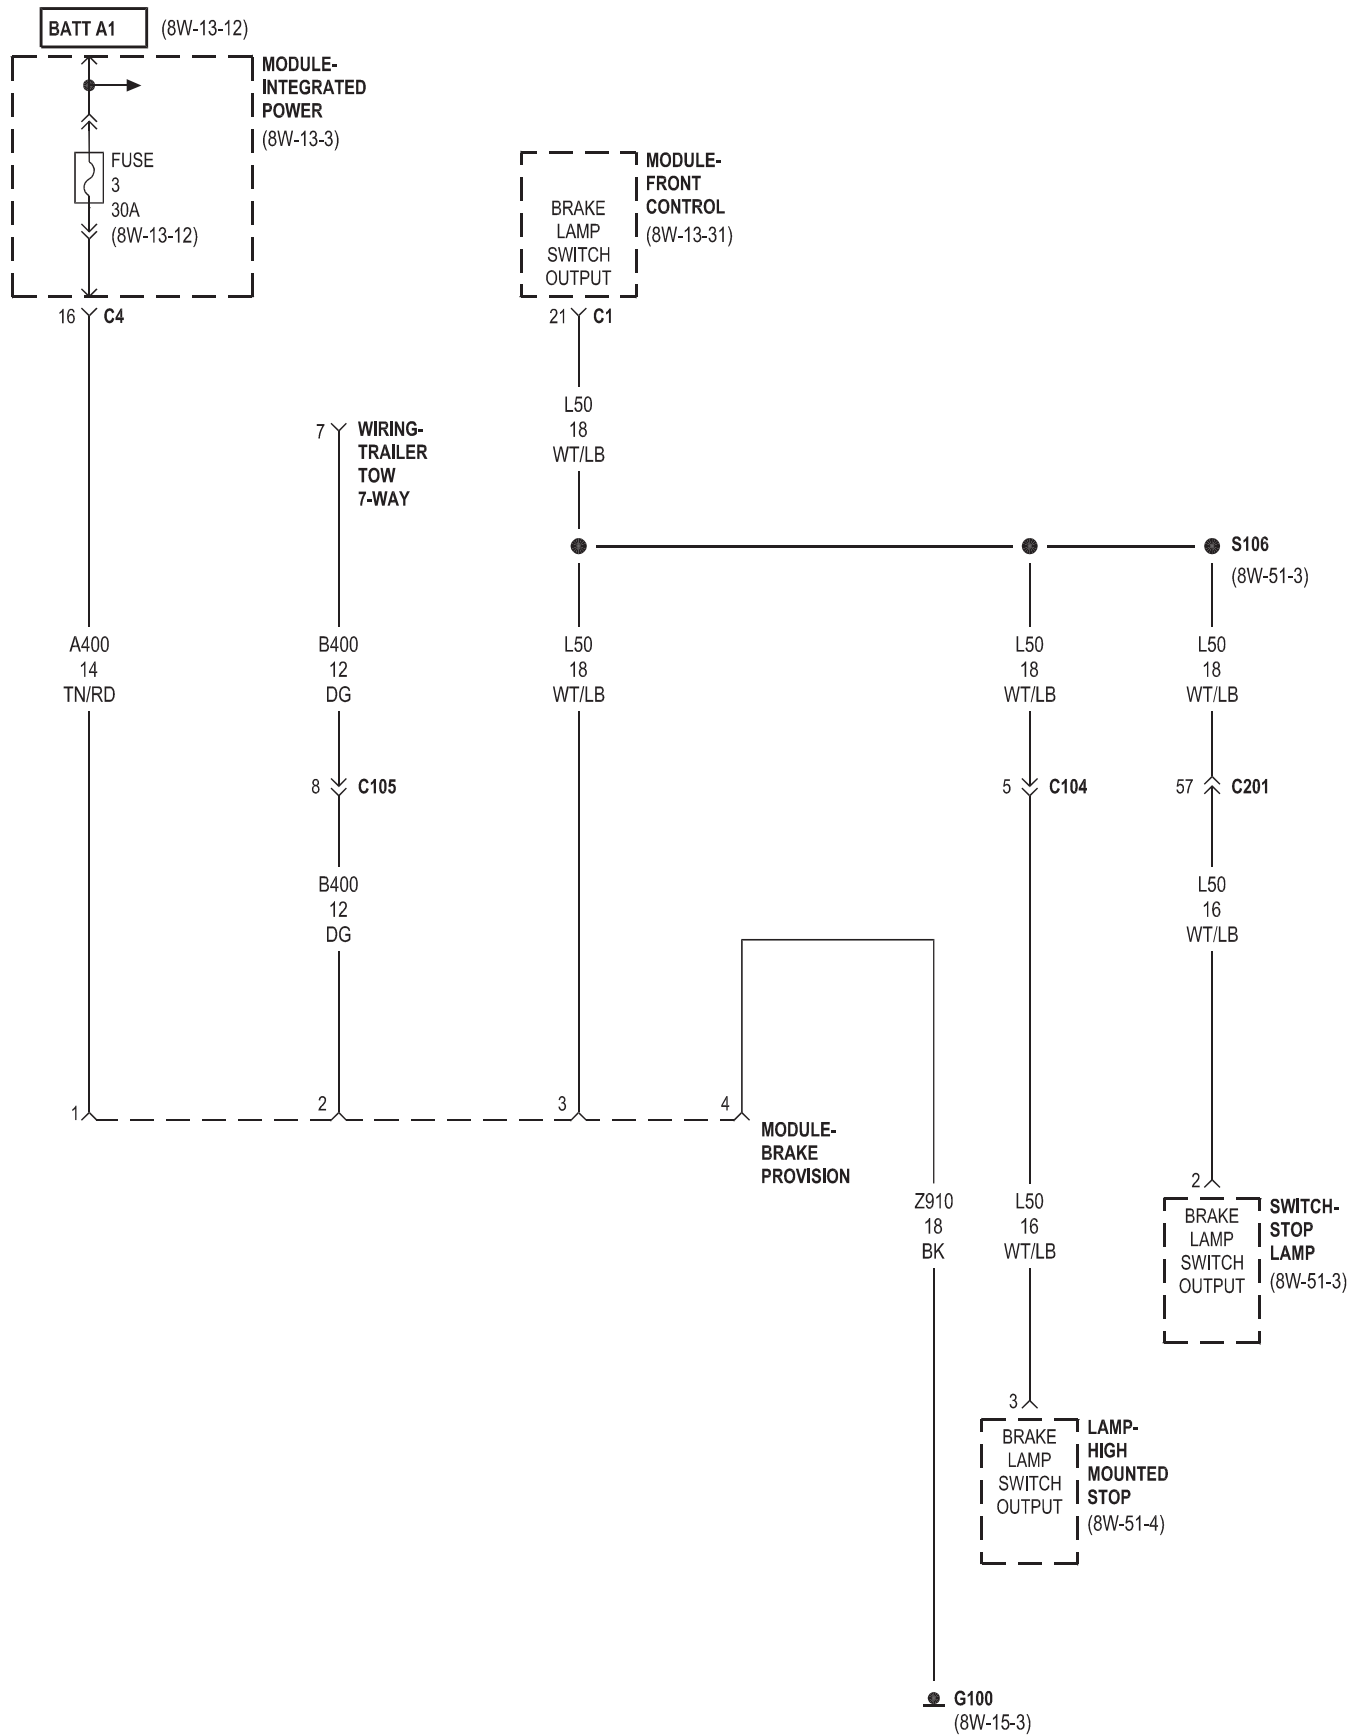 BATT A1 (8W-13-12)
MODULE-
INTEGRATED
POWER
(8W-13-3)
FUSE
3
30A
(8W-13-12)
16 C4
MODULE-
FRONT
CONTROL
(8W-13-31)
BRAKE
LAMP
SWITCH
OUTPUT
21 C1
L50
18
WT/LB
7 WIRING-
TRAILER
TOW
7-WAY
S106
(8W-51-3)
A400
14
TN/RD
B400
12
DG
L50
18
WT/LB
L50
18
WT/LB
L50
18
WT/LB
8 C105
5 C104
57 C201
B400
12
DG
L50
16
WT/LB
1
2
3
4
MODULE-
BRAKE
PROVISION
Z910
18
BK
L50
16
WT/LB
2
BRAKE
LAMP
SWITCH
OUTPUT
SWITCH-
STOP
LAMP
(8W-51-3)
3
BRAKE
LAMP
SWITCH
OUTPUT
LAMP-
HIGH
MOUNTED
STOP
(8W-51-4)
G100
(8W-15-3)